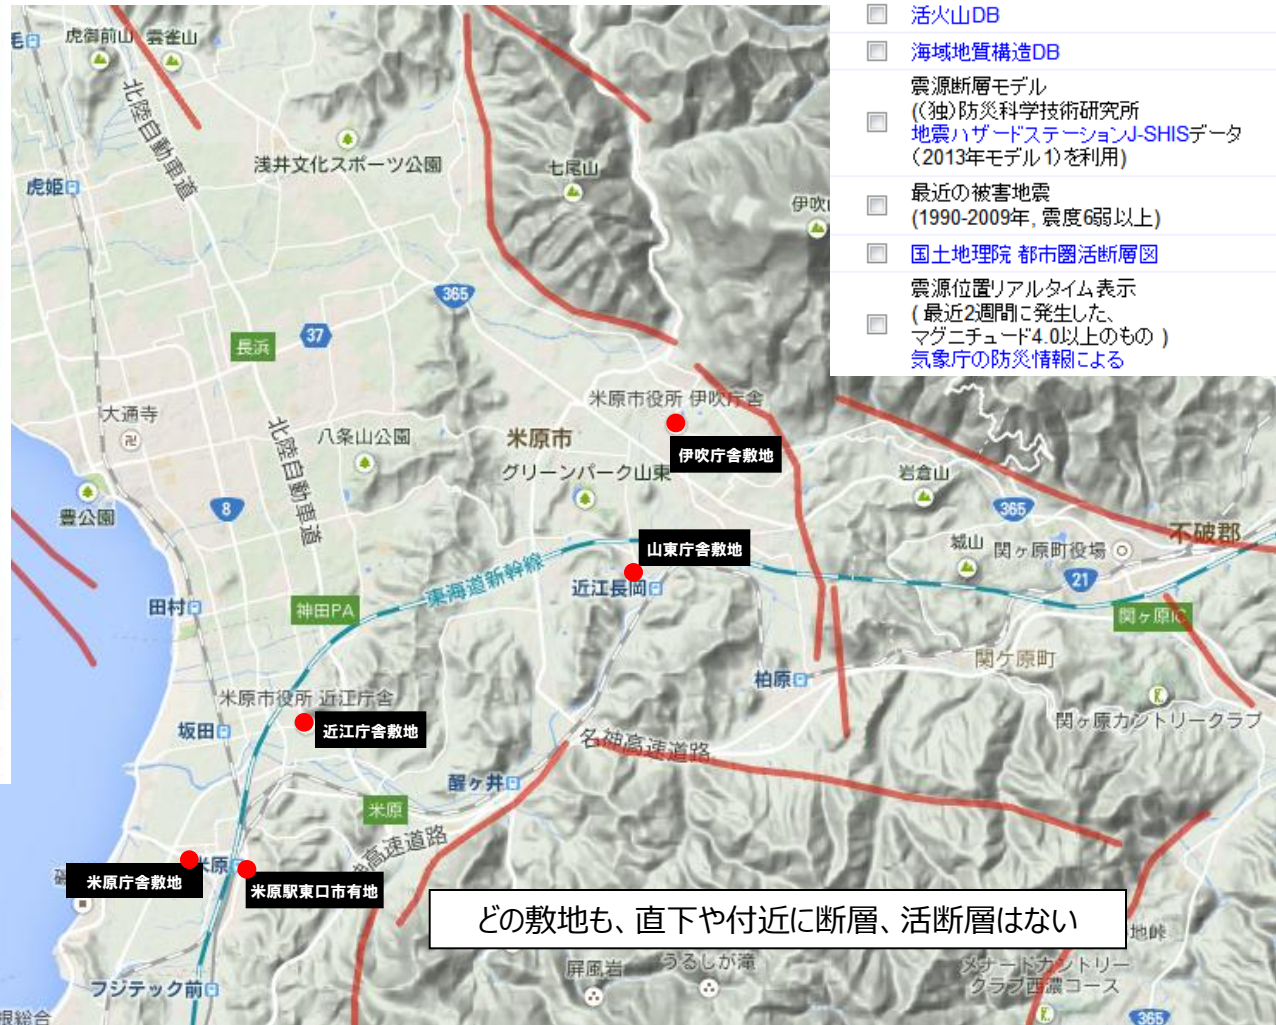 活火山DB
海域地質構造DB
震源断層モデル
((独)防災科学技術研究所
地震ハザードステーションJ-SHISデータ
(2013年モデル1)を利用)
最近の被害地震
(1990-2009年, 震度6弱以上)
国土地理院 都市圏活断層図
震源位置リアルタイム表示
( 最近2週間に発生した、
マグニチュード4.0以上のもの )
気象庁の防災情報による
虎御前山
雲雀山
毛
北陸自動車道
浅井文化スポーツ公園
七尾山
虎姫
365
37
長浜
米原市役所 伊吹庁舎
大通寺
卍
北陸自動車道
八条山公園
米原市
伊吹庁舎敷地
グリーンパーク山東
岩倉山
豊公園
8
365
不破郡
山東庁舎敷地
城山
関ヶ原町役場
東海道新幹線
近江長岡
21
田村
神田PA
関ヶ原IC
関ケ原町
柏原
米原市役所 近江庁舎
関ヶ原カントリークラブ
坂田
近江庁舎敷地
名神高速道路
醒ヶ井
米原
高速道路
米原庁舎敷地
米原
米原駅東口市有地
どの敷地も、直下や付近に断層、活断層はない
地峠
屏風岩
うるしが滝
メナードカントリー
クラブ西濃コース
フジテック前
365
根総合